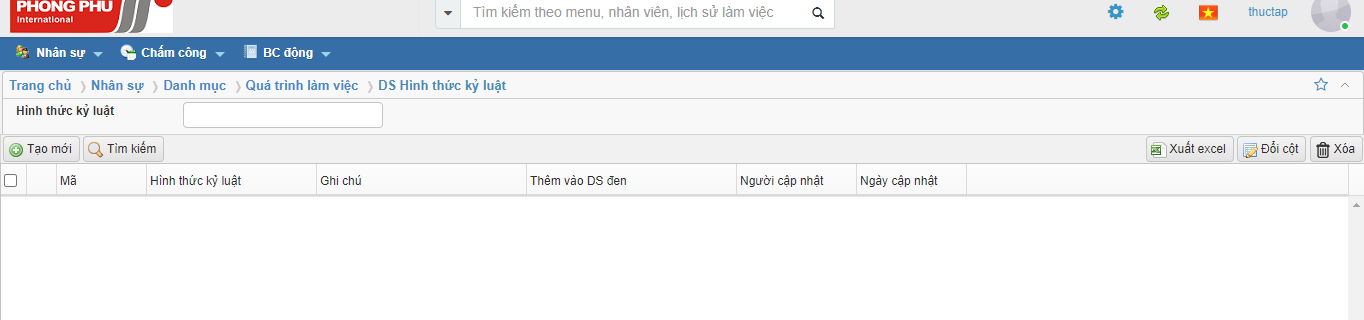 PHONG PHÚ
International
Tìm kiếm theo menu, nhân viên, lịch sử làm việc
thuctap
Nhân sự Chấm công BC động
Trang chủ Nhân sự Danh mục Quá trình làm việc DS Hình thức kỷ luật
Hình thức kỷ luật
Tạo mới Tìm kiếm Xuất excel Đổi cột Xóa
Mã Hình thức kỷ luật Ghi chú Thêm vào DS đen Người cập nhật Ngày cập nhật